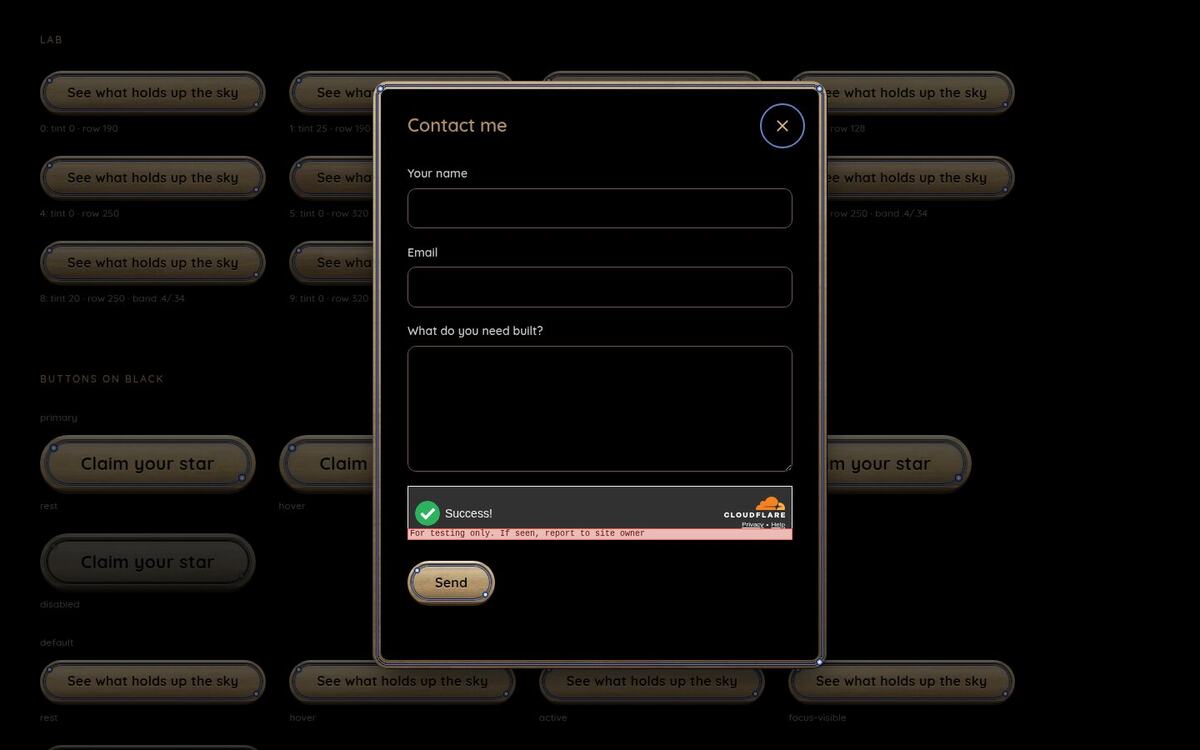 LAB
See what holds up the sky
See wha
ee what holds up the sky
0: tint 0 · row 190
1: tint 25 · row 190
row 128
See what holds up the sky
See wha
ee what holds up the sky
4: tint 0 · row 250
5: tint 0 · row 320
row 250 · band .4/.34
See what holds up the sky
See wha
8: tint 20 · row 250 · band .4/.34
9: tint 0 · row 320
BUTTONS ON BLACK
primary
Claim your star
Claim
m your star
rest
hover
Claim your star
disabled
default
See what holds up the sky
See what holds up the sky
See what holds up the sky
See what holds up the sky
rest
hover
active
focus-visible
Contact me
Your name
Email
What do you need built?
Success!
CLOUDFLARE
Privacy • Help
For testing only. If seen, report to site owner
Send